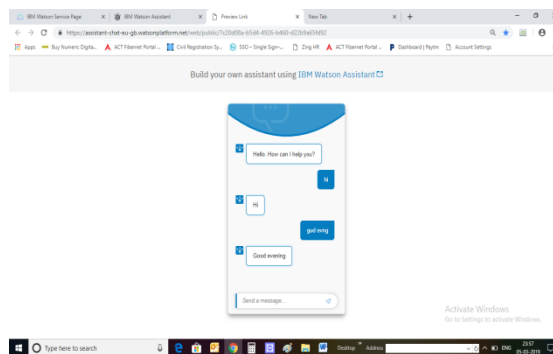 IBM Watson Service Page
IBM Watson Assistant
Preview Link
New Tab
https://assistant-chat-eu-gb.watsonplatform.net/web/public/
Apps
Buy Numeric Digita...
ACT Fibernet Portal ...
Civil Registration Sy...
SSO - Single Sign-...
Zing HR
ACT Fibernet Portal ...
Dashboard | Paytm
Account Settings
Build your own assistant using IBM Watson Assistant
Hello. How can I help you?
hi
Hi
gud evng
Good evening
Send a message...
Activate Windows
Go to Settings to activate Windows.
Type here to search
Desktop
Address
ENG
23:57
05-03-2019